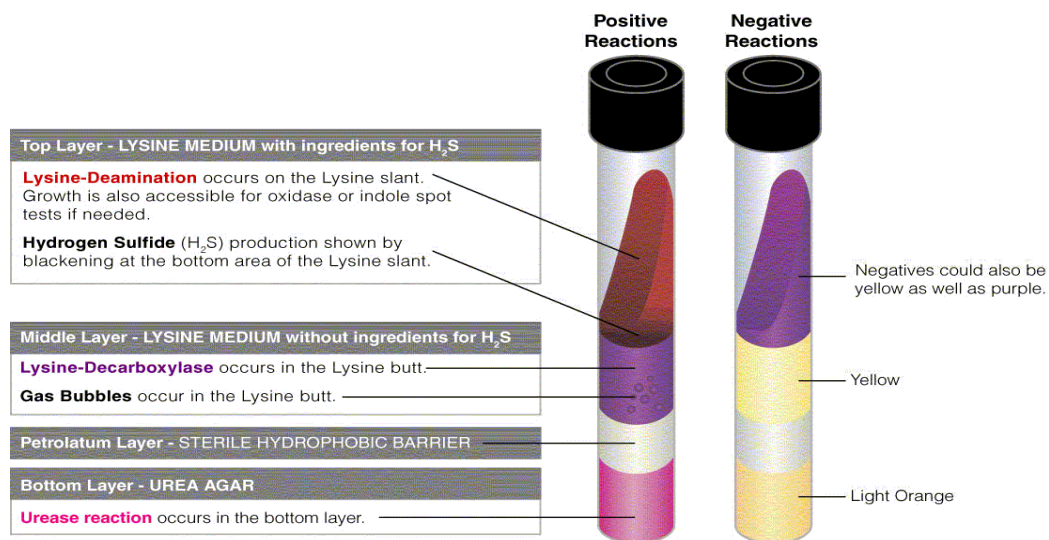 Positive
Reactions
Negative
Reactions
Top Layer - LYSINE MEDIUM with ingredients for H₂S
Lysine-Deamination occurs on the Lysine slant.
Growth is also accessible for oxidase or indole spot
tests if needed.
Hydrogen Sulfide (H₂S) production shown by
blackening at the bottom area of the Lysine slant.
Negatives could also be
yellow as well as purple.
Middle Layer - LYSINE MEDIUM without ingredients for H₂S
Lysine-Decarboxylase occurs in the Lysine butt.
Gas Bubbles occur in the Lysine butt.
Yellow
Petrolatum Layer - STERILE HYDROPHOBIC BARRIER
Bottom Layer - UREA AGAR
Urease reaction occurs in the bottom layer.
Light Orange